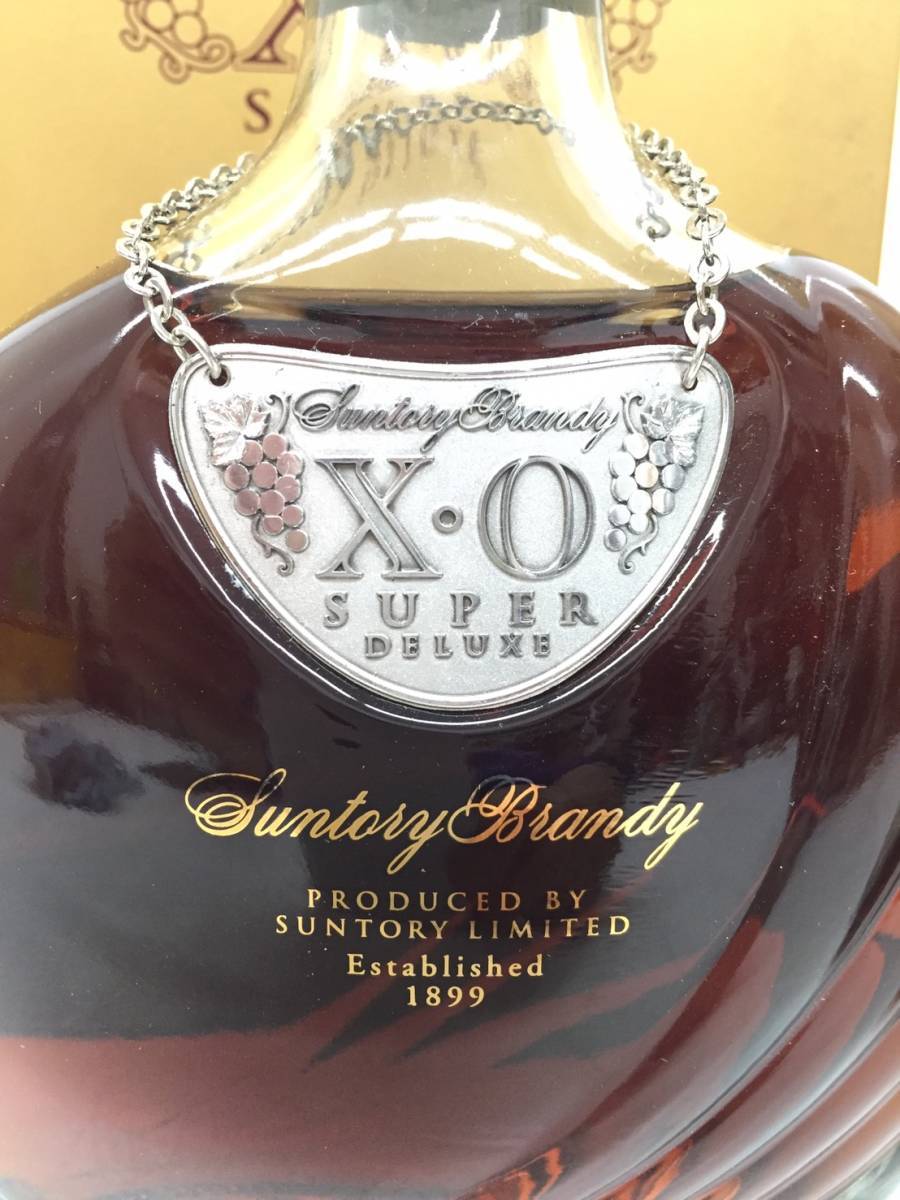 Suntory Brandy
X·O
SUPER
DELUXE
Suntory Brandy
PRODUCED BY
SUNTORY LIMITED
Established
1899